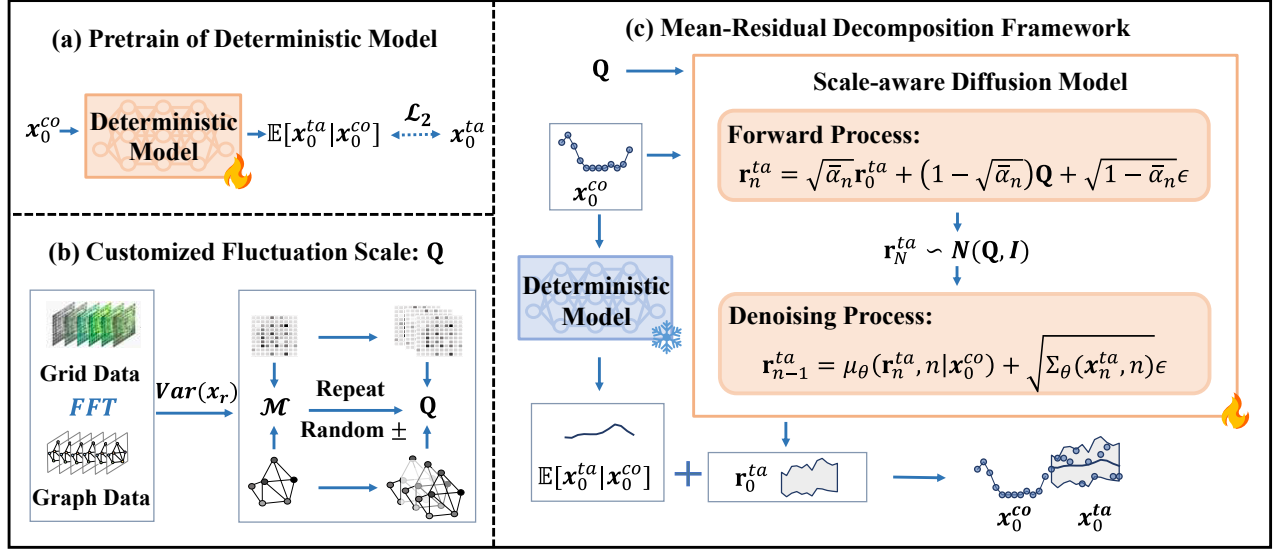 (a) Pretrain of Deterministic Model
x_0^{co}
Deterministic
Model
𝔼[x_0^{ta}|x_0^{co}]
ℒ_2
x_0^{ta}
(b) Customized Fluctuation Scale: Q
Grid Data
FFT
Graph Data
Var(x_r)
ℳ
Repeat
Random ±
Q
(c) Mean-Residual Decomposition Framework
Q
x_0^{co}
Deterministic
Model
Scale-aware Diffusion Model
Forward Process:
r_n^{ta} = √ᾱ_n r_0^{ta} + (1 − √ᾱ_n)Q + √(1 − ᾱ_n)ϵ
r_N^{ta} ∽ N(Q, I)
Denoising Process:
r_{n−1}^{ta} = μ_θ(r_n^{ta}, n|x_0^{co}) + √(Σ_θ(x_n^{ta}, n))ϵ
𝔼[x_0^{ta}|x_0^{co}]
+
r_0^{ta}
x_0^{co}
x_0^{ta}